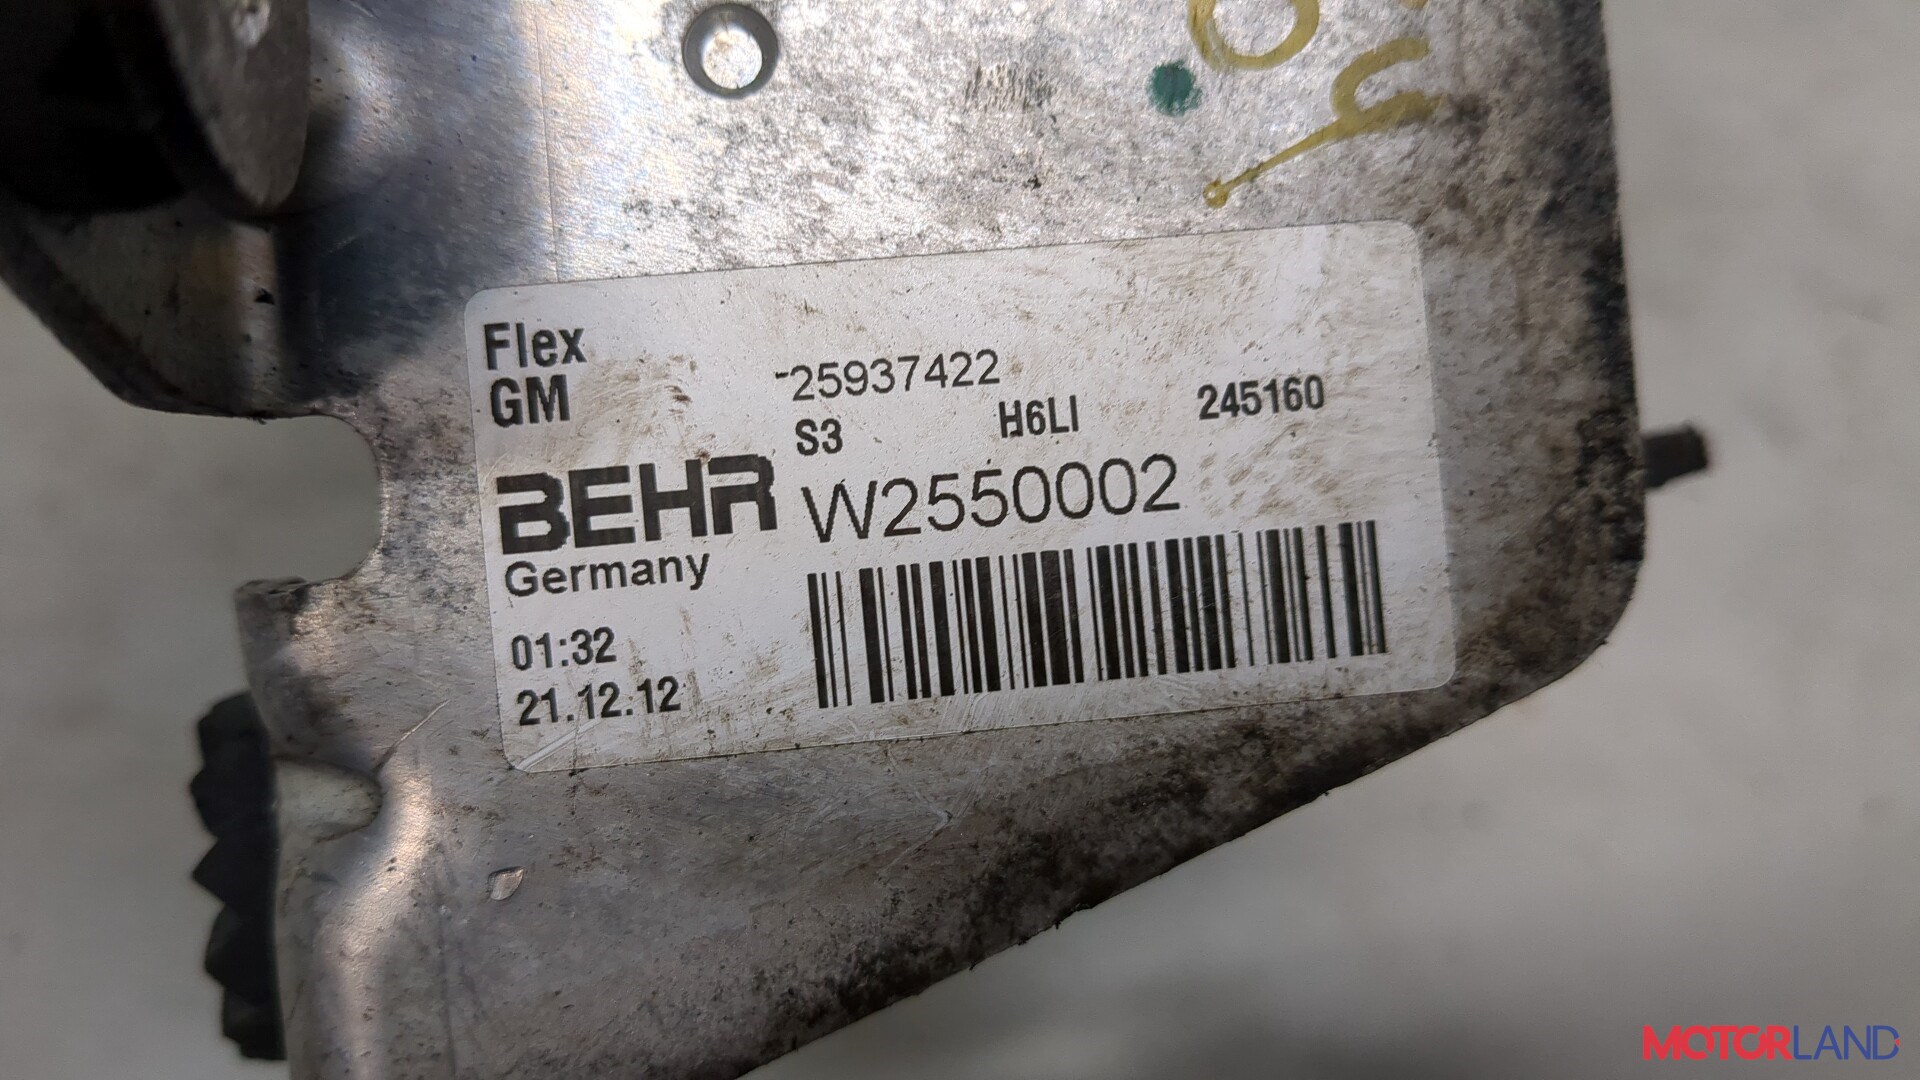 Flex
GM
-25937422
S3 H6LI 245160
BEHR W2550002
Germany
01:32
21.12.12
MOTORLAND